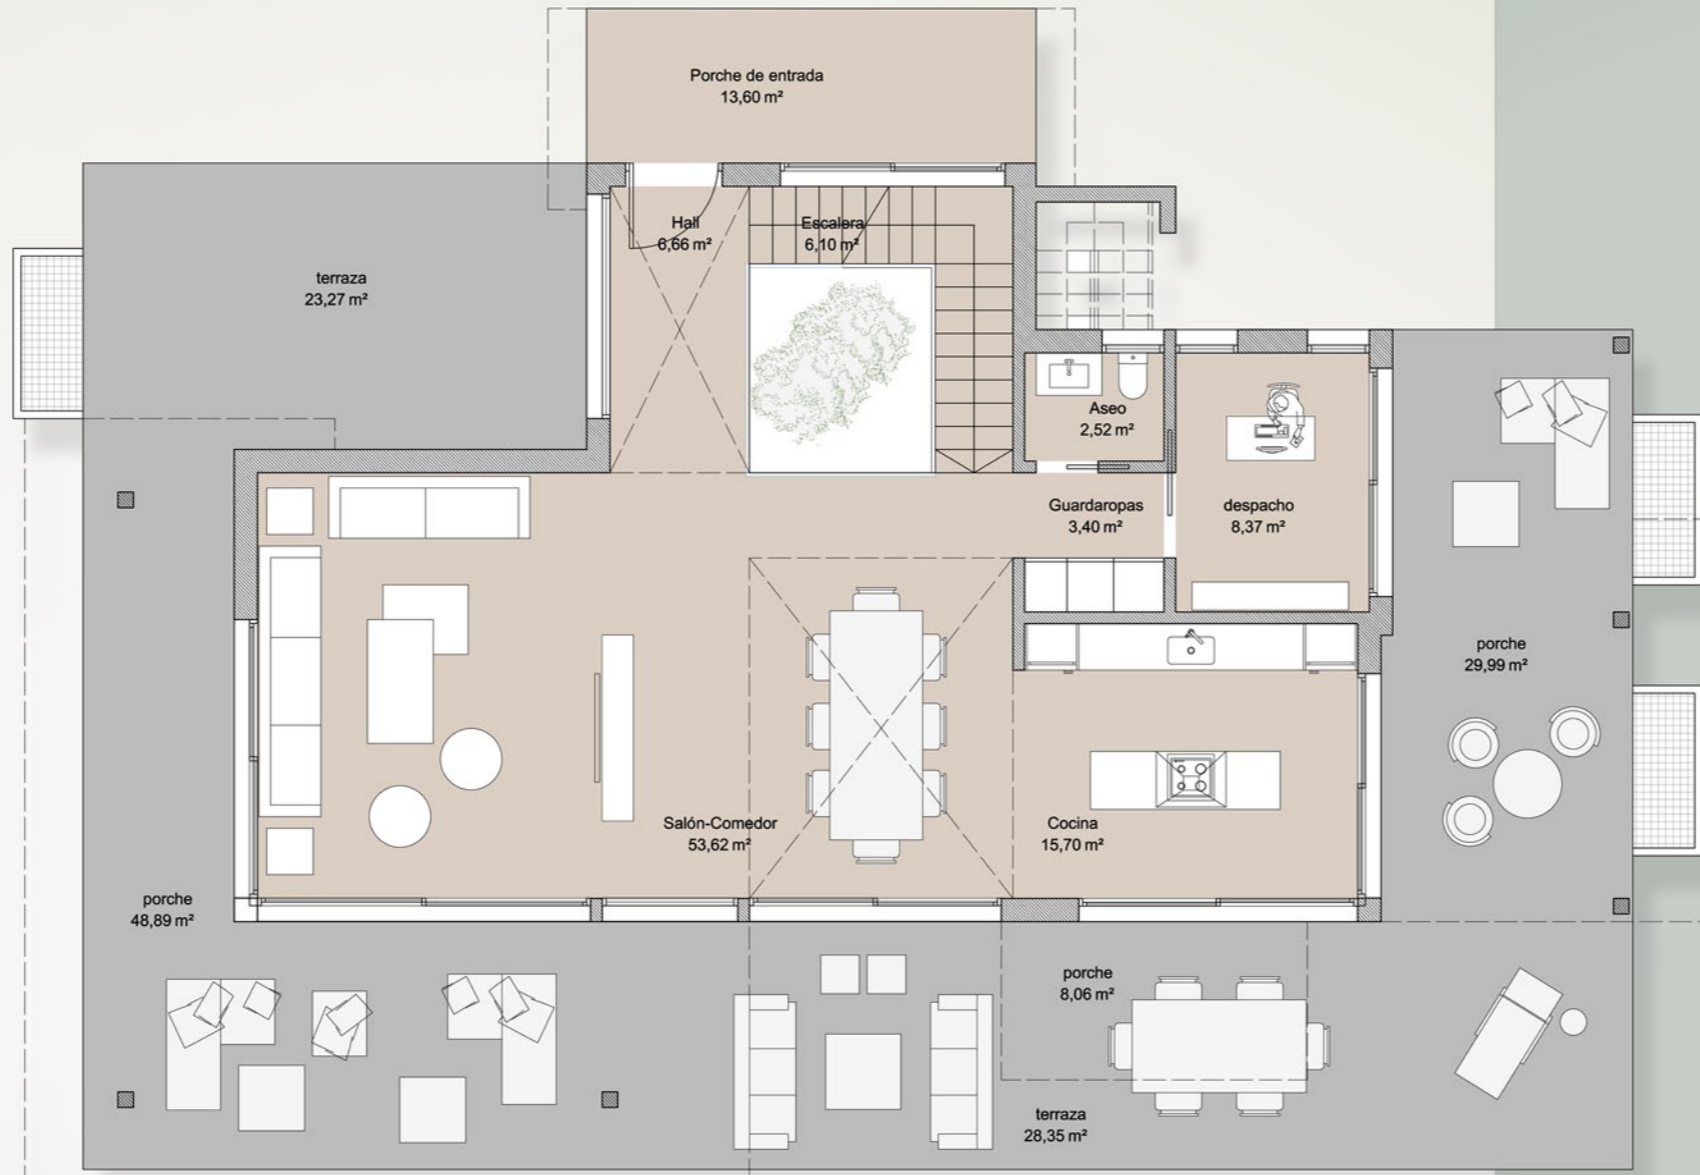 Porche de entrada
13,60 m²
Hall
6,66 m²
Escalera
6,10 m²
terraza
23,27 m²
Aseo
2,52 m²
Guardaropas
3,40 m²
despacho
8,37 m²
porche
29,99 m²
Salón-Comedor
53,62 m²
Cocina
15,70 m²
porche
48,89 m²
porche
8,06 m²
terraza
28,35 m²